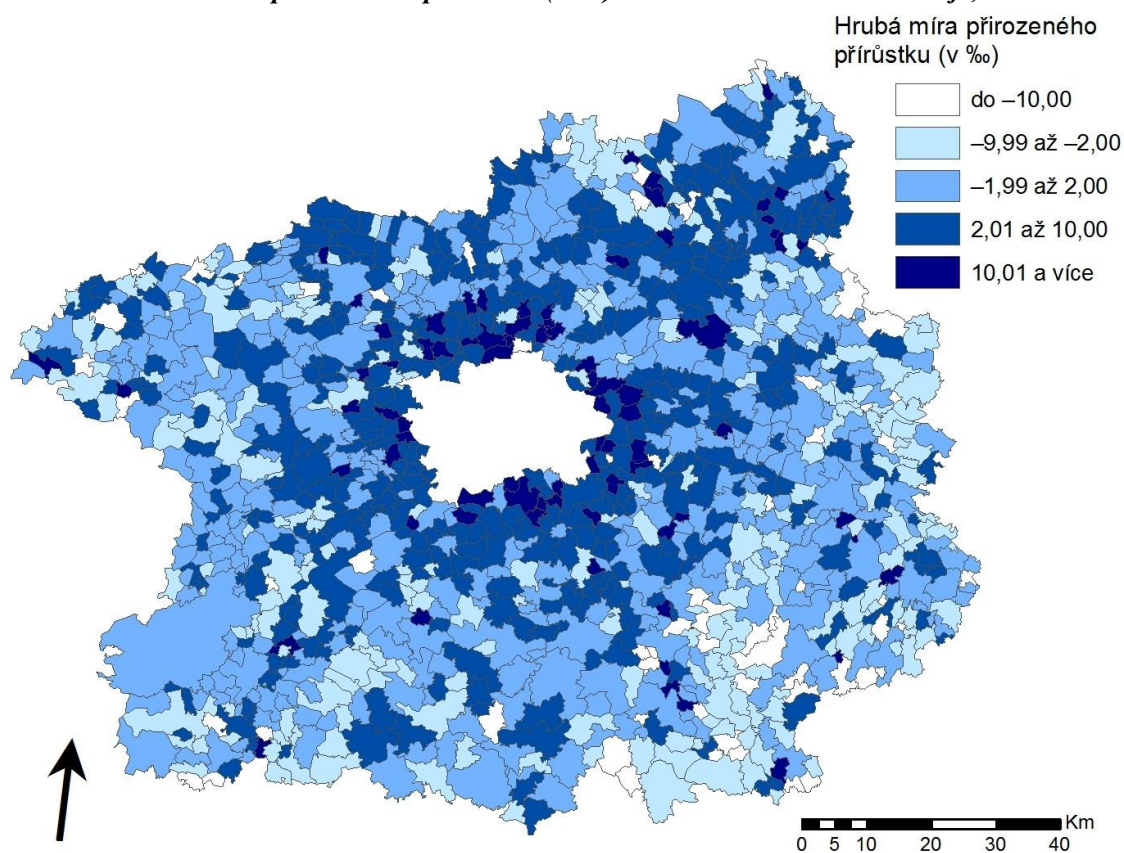 Hrubá míra přirozeného
přírůstku (v ‰)
do –10,00
–9,99 až –2,00
–1,99 až 2,00
2,01 až 10,00
10,01 a více
Km
0 5 10 20 30 40